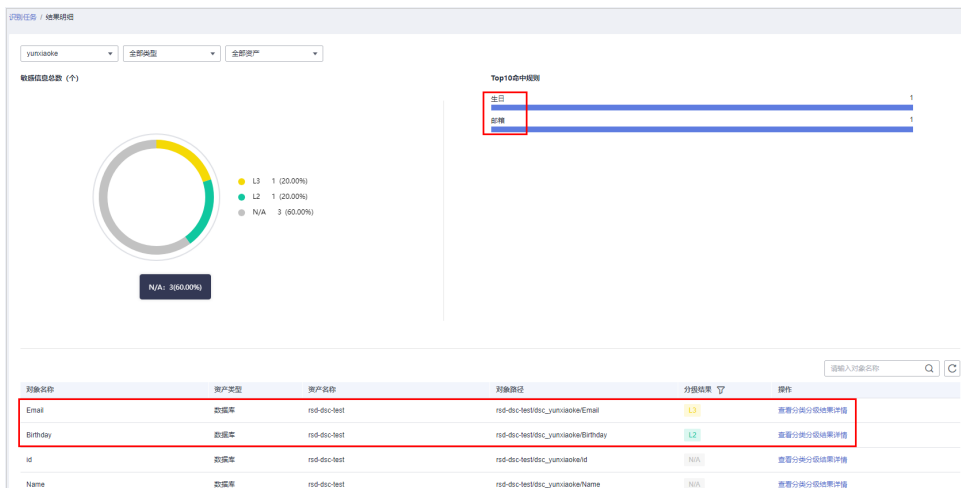 识别任务 / 结果明细
yunxiaoke 全部类型 全部资产
敏感信息总数（个）
L3 1 (20.00%)
L2 1 (20.00%)
N/A 3 (60.00%)
N/A: 3(60.00%)
Top10命中规则
生日 1
邮箱 1
请输入对象名称
对象名称 资产类型 资产名称 对象路径 分级结果 操作
Email 数据库 rsd-dsc-test rsd-dsc-test/dsc_yunxiaoke/Email L3 查看分类分级结果详情
Birthday 数据库 rsd-dsc-test rsd-dsc-test/dsc_yunxiaoke/Birthday L2 查看分类分级结果详情
id 数据库 rsd-dsc-test rsd-dsc-test/dsc_yunxiaoke/id N/A 查看分类分级结果详情
Name 数据库 rsd-dsc-test rsd-dsc-test/dsc_yunxiaoke/Name N/A 查看分类分级结果详情